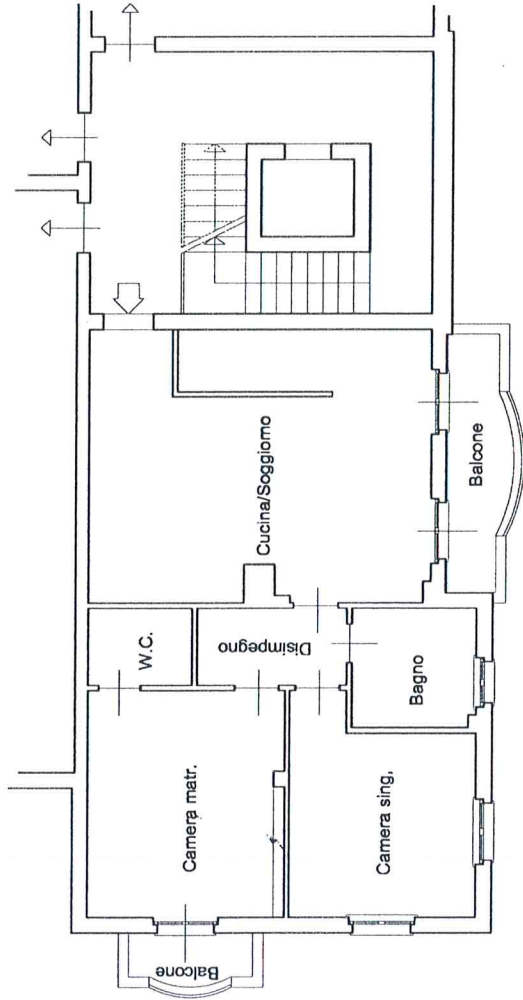 Cucina/Soggiorno
Balcone
W.C.
Disimpegno
Bagno
Camera matr.
Camera sing,
Balcone